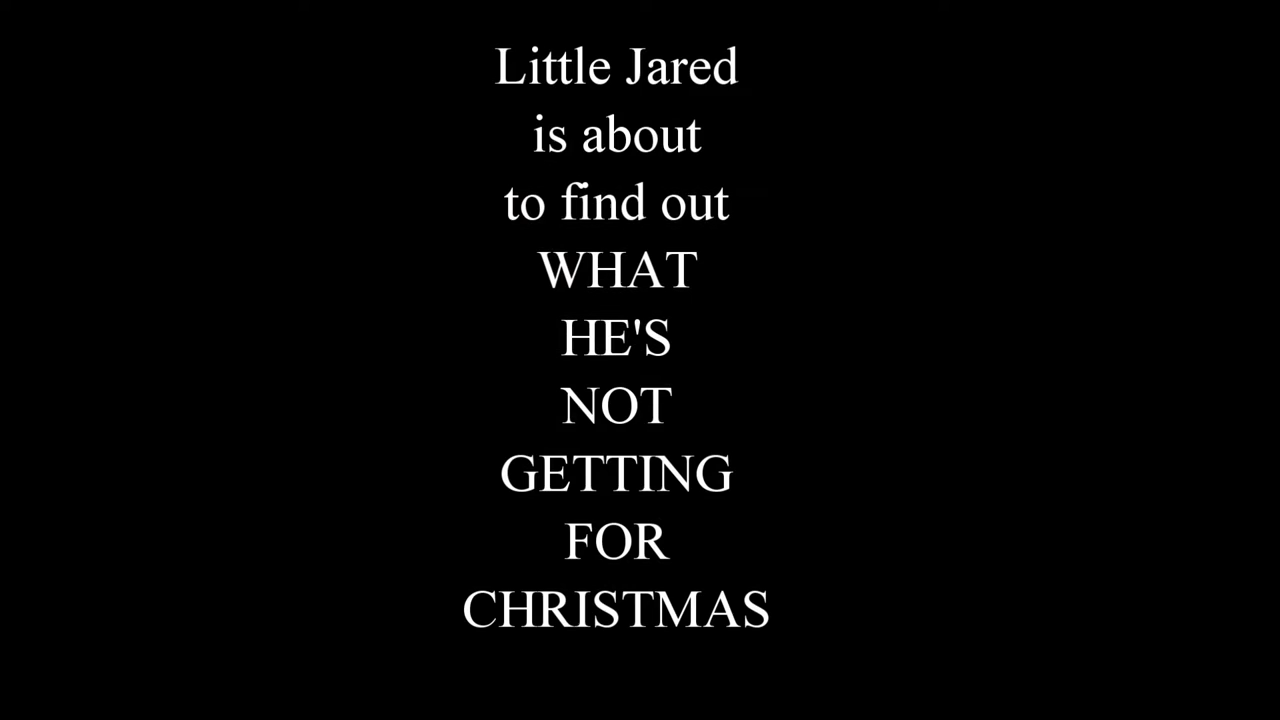 Little Jared
is about
to find out
WHAT
HE'S
NOT
GETTING
FOR
CHRISTMAS